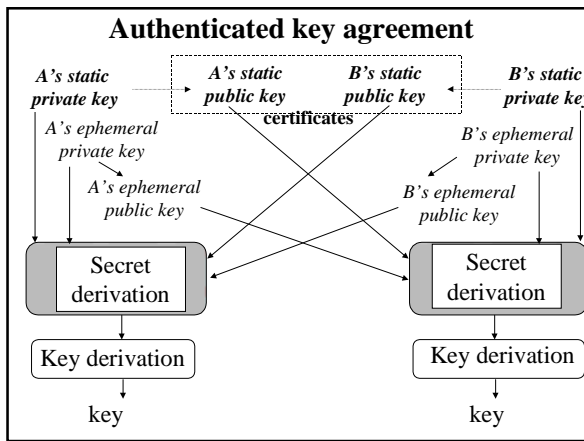 Authenticated key agreement
A's static
private key
A's static
public key
B's static
public key
B's static
private key
certificates
A's ephemeral
private key
B's ephemeral
private key
A's ephemeral
public key
B's ephemeral
public key
Secret
derivation
Secret
derivation
Key derivation
Key derivation
key
key